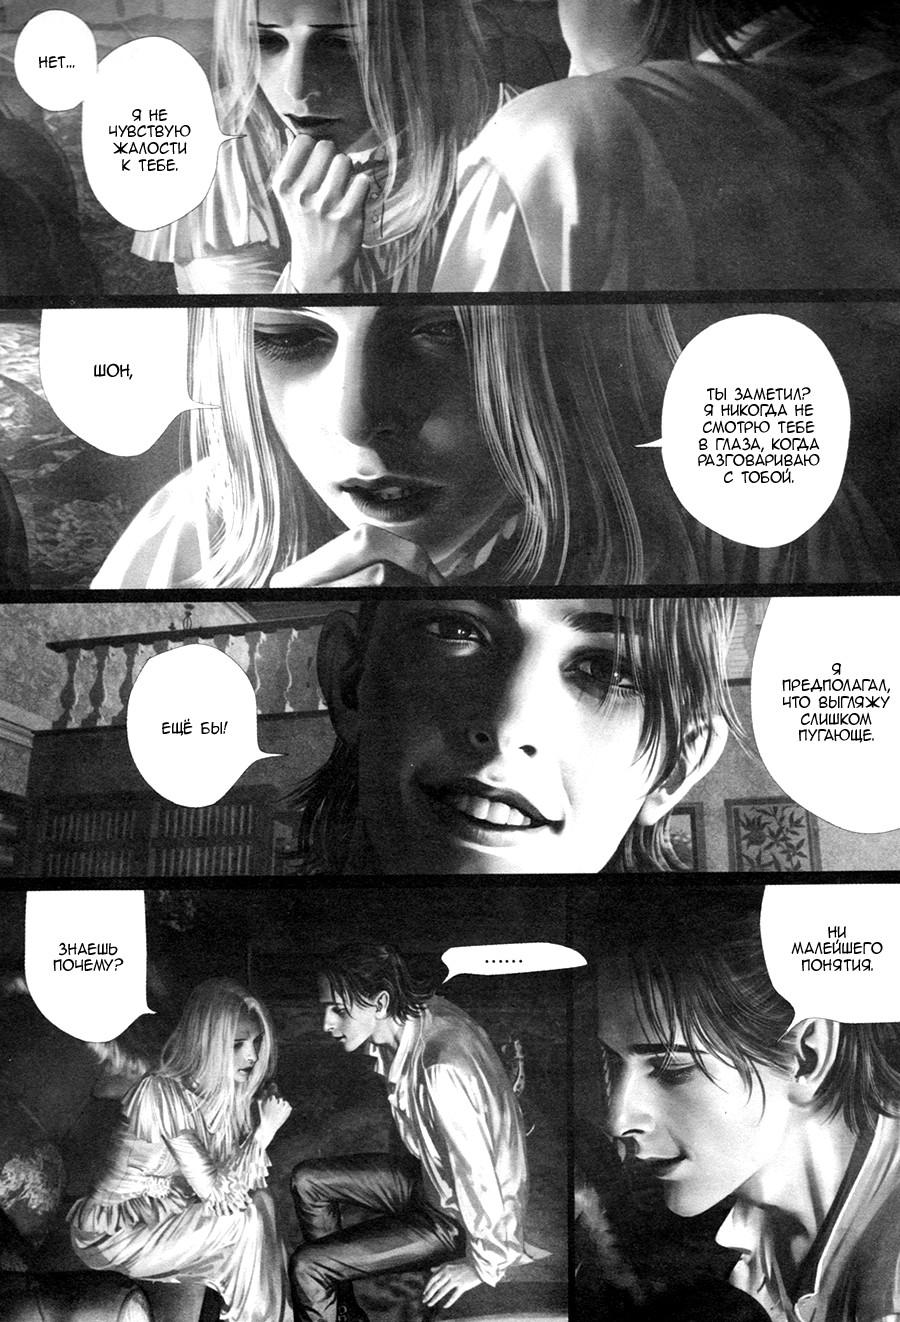 НЕТ...
Я НЕ
ЧУВСТВУЮ
ЖАЛОСТИ
К ТЕБЕ.
ШОН,
ТЫ ЗАМЕТИЛ?
Я НИКОГДА НЕ
СМОТРЮ ТЕБЕ
В ГЛАЗА, КОГДА
РАЗГОВАРИВАЮ
С ТОБОЙ.
ЕЩЁ БЫ!
Я
ПРЕДПОЛАГАЛ,
ЧТО ВЫГЛЯЖУ
СЛИШКОМ
ПУГАЮЩЕ.
ЗНАЕШЬ
ПОЧЕМУ?
......
НИ
МАЛЕЙШЕГО
ПОНЯТИЯ.